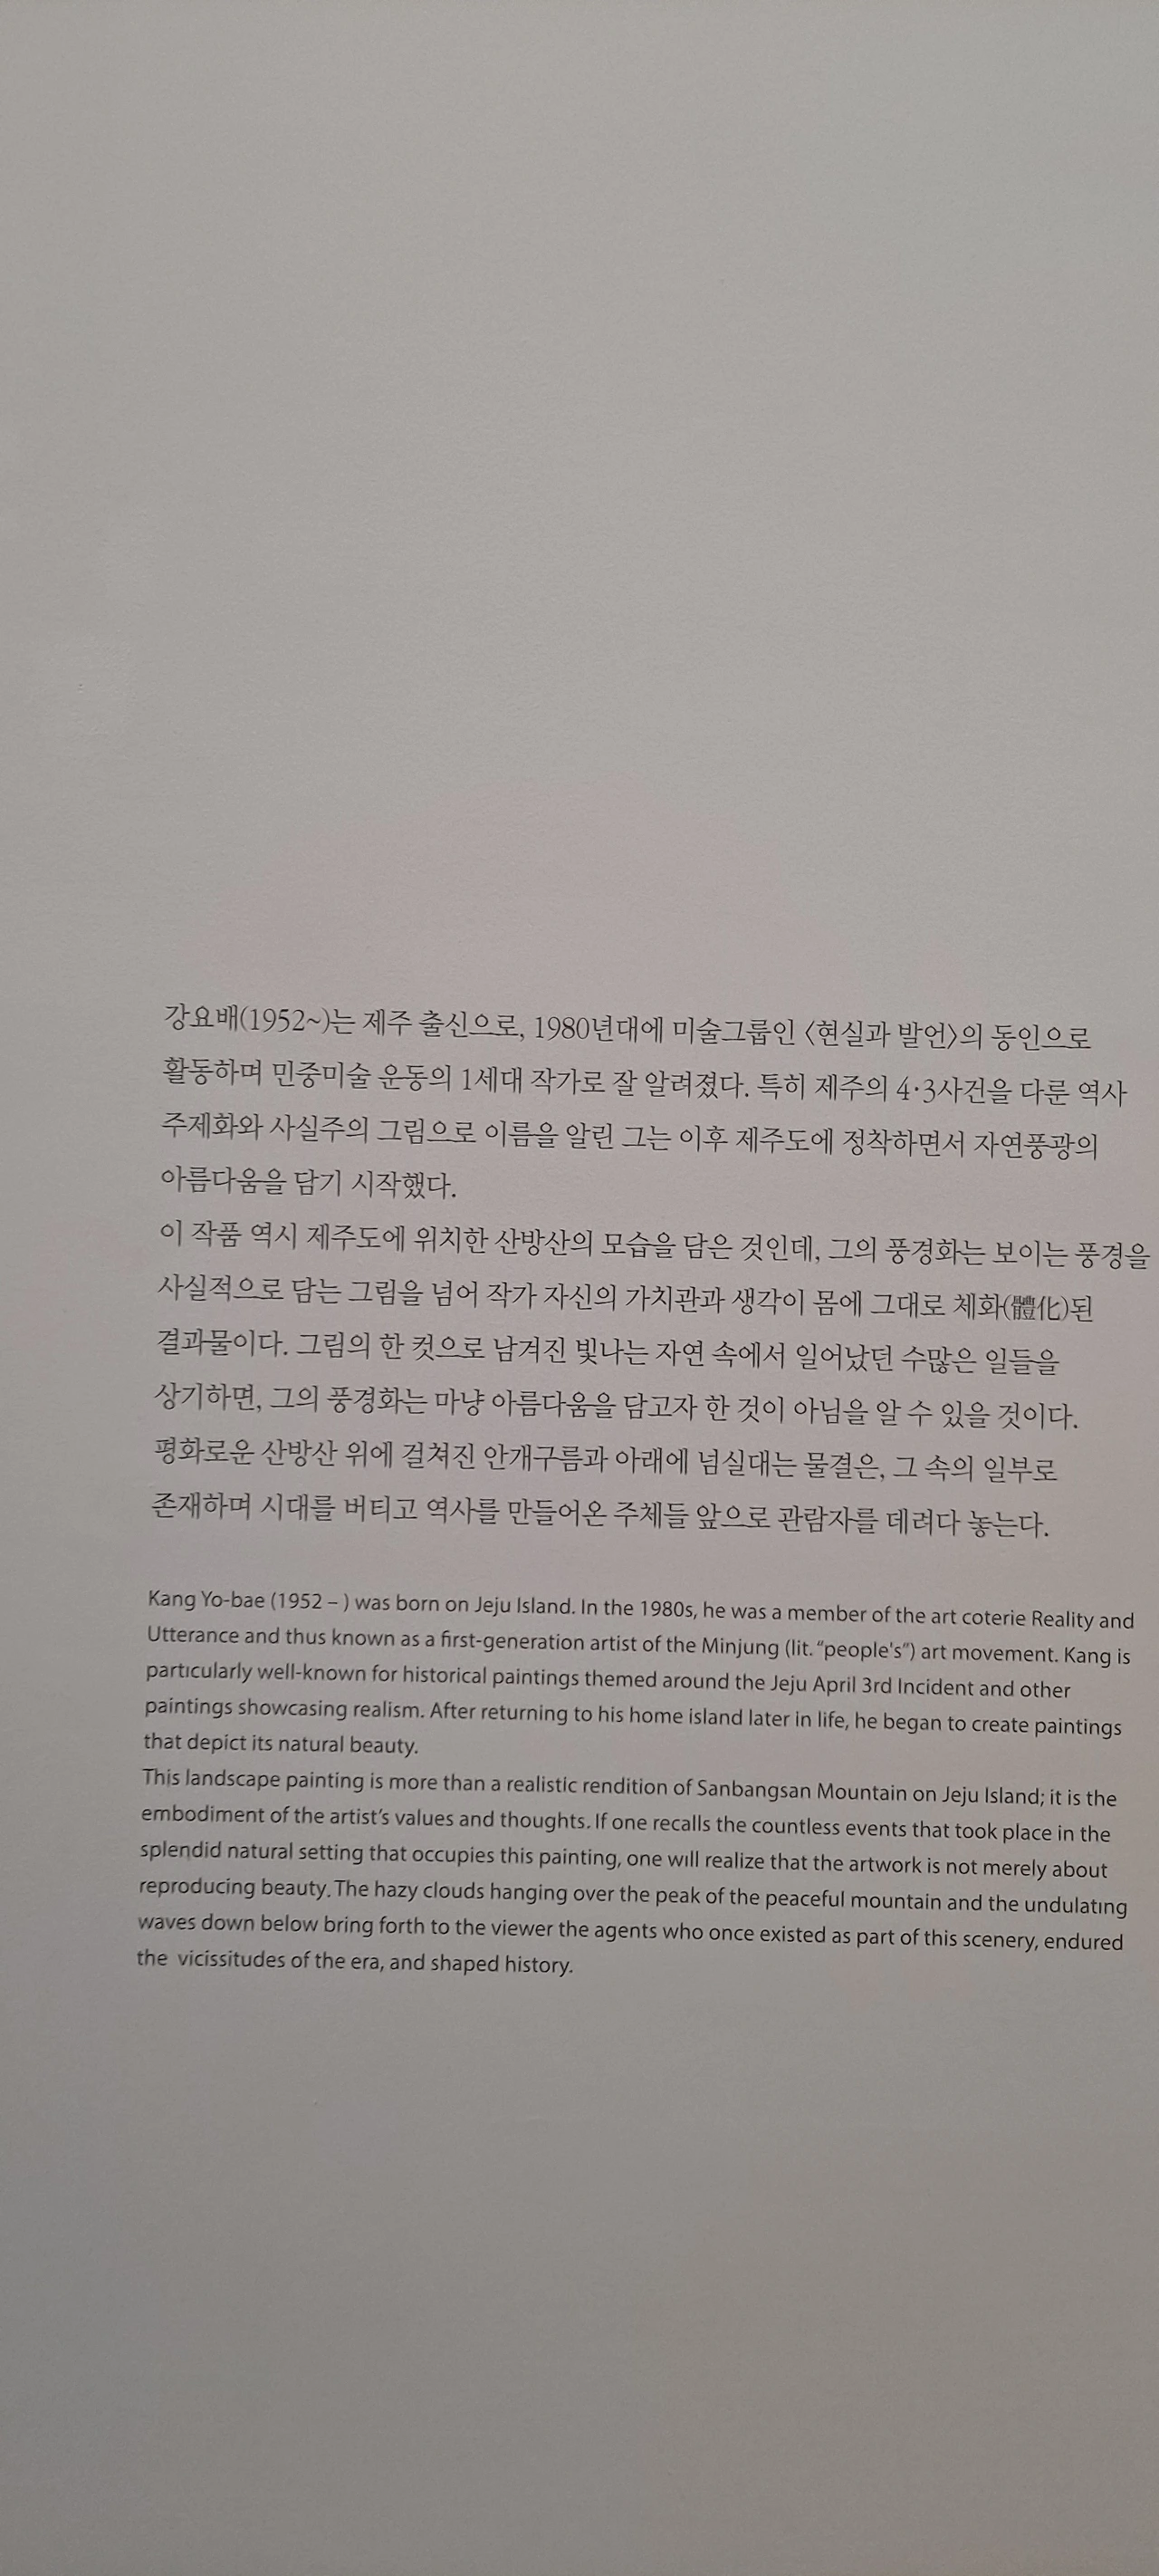 강요배(1952~)는 제주 출신으로, 1980년대에 미술그룹인 〈현실과 발언〉의 동인으로
활동하며 민중미술 운동의 1세대 작가로 잘 알려졌다. 특히 제주의 4·3사건을 다룬 역사
주제화와 사실주의 그림으로 이름을 알린 그는 이후 제주도에 정착하면서 자연풍광의
아름다움을 담기 시작했다.
이 작품 역시 제주도에 위치한 산방산의 모습을 담은 것인데, 그의 풍경화는 보이는 풍경을
사실적으로 담는 그림을 넘어 작가 자신의 가치관과 생각이 몸에 그대로 체화(體化)된
결과물이다. 그림의 한 컷으로 남겨진 빛나는 자연 속에서 일어났던 수많은 일들을
상기하면, 그의 풍경화는 마냥 아름다움을 담고자 한 것이 아님을 알 수 있을 것이다.
평화로운 산방산 위에 걸쳐진 안개구름과 아래에 넘실대는 물결은, 그 속의 일부로
존재하며 시대를 버티고 역사를 만들어온 주체들 앞으로 관람자를 데려다 놓는다.
Kang Yo-bae (1952 – ) was born on Jeju Island. In the 1980s, he was a member of the art coterie Reality and
Utterance and thus known as a first-generation artist of the Minjung (lit. “people's”) art movement. Kang is
particularly well-known for historical paintings themed around the Jeju April 3rd Incident and other
paintings showcasing realism. After returning to his home island later in life, he began to create paintings
that depict its natural beauty.
This landscape painting is more than a realistic rendition of Sanbangsan Mountain on Jeju Island; it is the
embodiment of the artist’s values and thoughts. If one recalls the countless events that took place in the
splendid natural setting that occupies this painting, one will realize that the artwork is not merely about
reproducing beauty. The hazy clouds hanging over the peak of the peaceful mountain and the undulating
waves down below bring forth to the viewer the agents who once existed as part of this scenery, endured
the vicissitudes of the era, and shaped history.